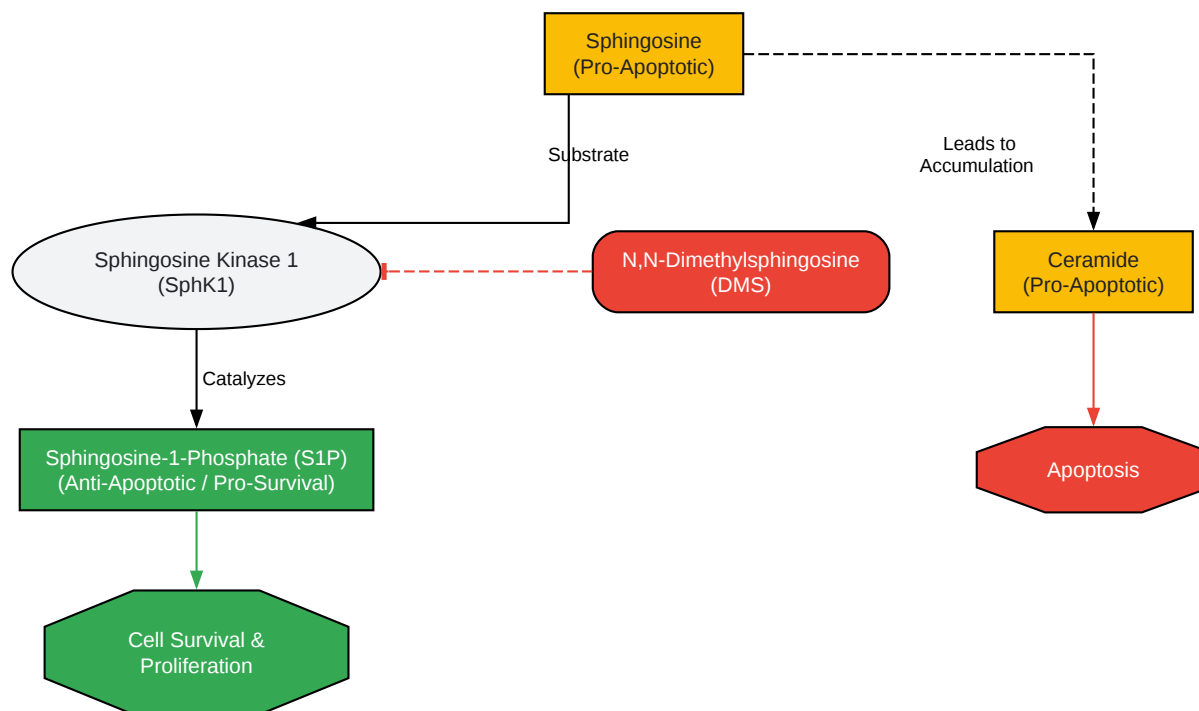 Sphingosine
(Pro-Apoptotic)
Substrate
Leads to
Accumulation
Sphingosine Kinase 1
(SphK1)
N,N-Dimethylsphingosine
(DMS)
Ceramide
(Pro-Apoptotic)
Catalyzes
Sphingosine-1-Phosphate (S1P)
(Anti-Apoptotic / Pro-Survival)
Apoptosis
Cell Survival &
Proliferation